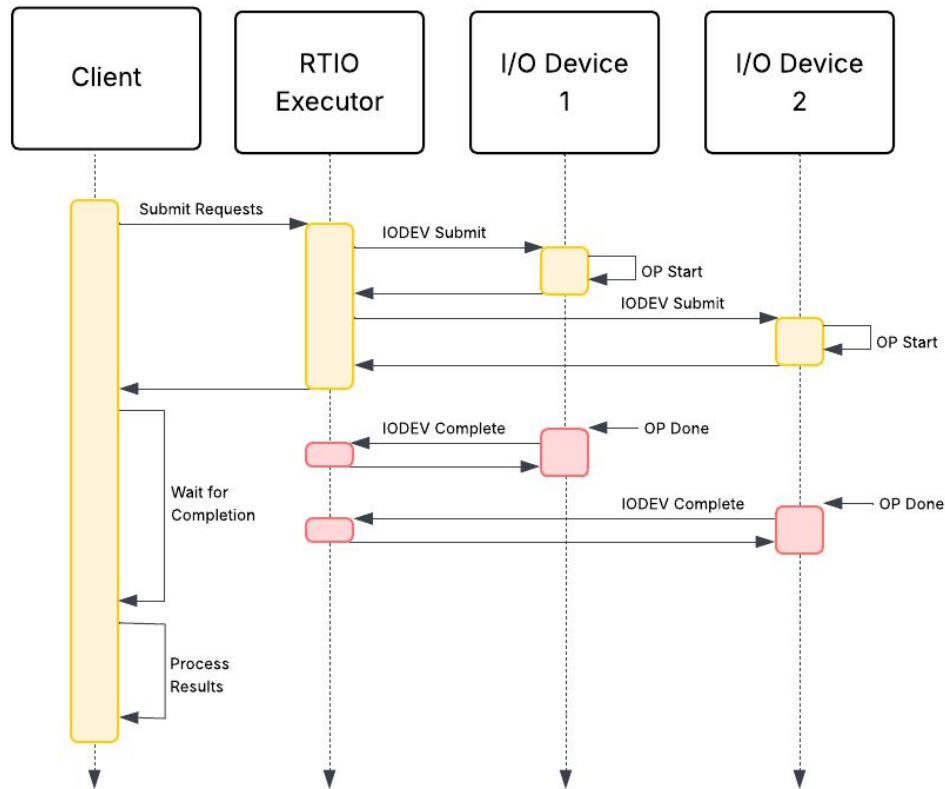 Client
RTIO
Executor
I/O Device
1
I/O Device
2
Submit Requests
IODEV Submit
OP Start
IODEV Submit
OP Start
IODEV Complete
OP Done
Wait for
Completion
IODEV Complete
OP Done
Process
Results